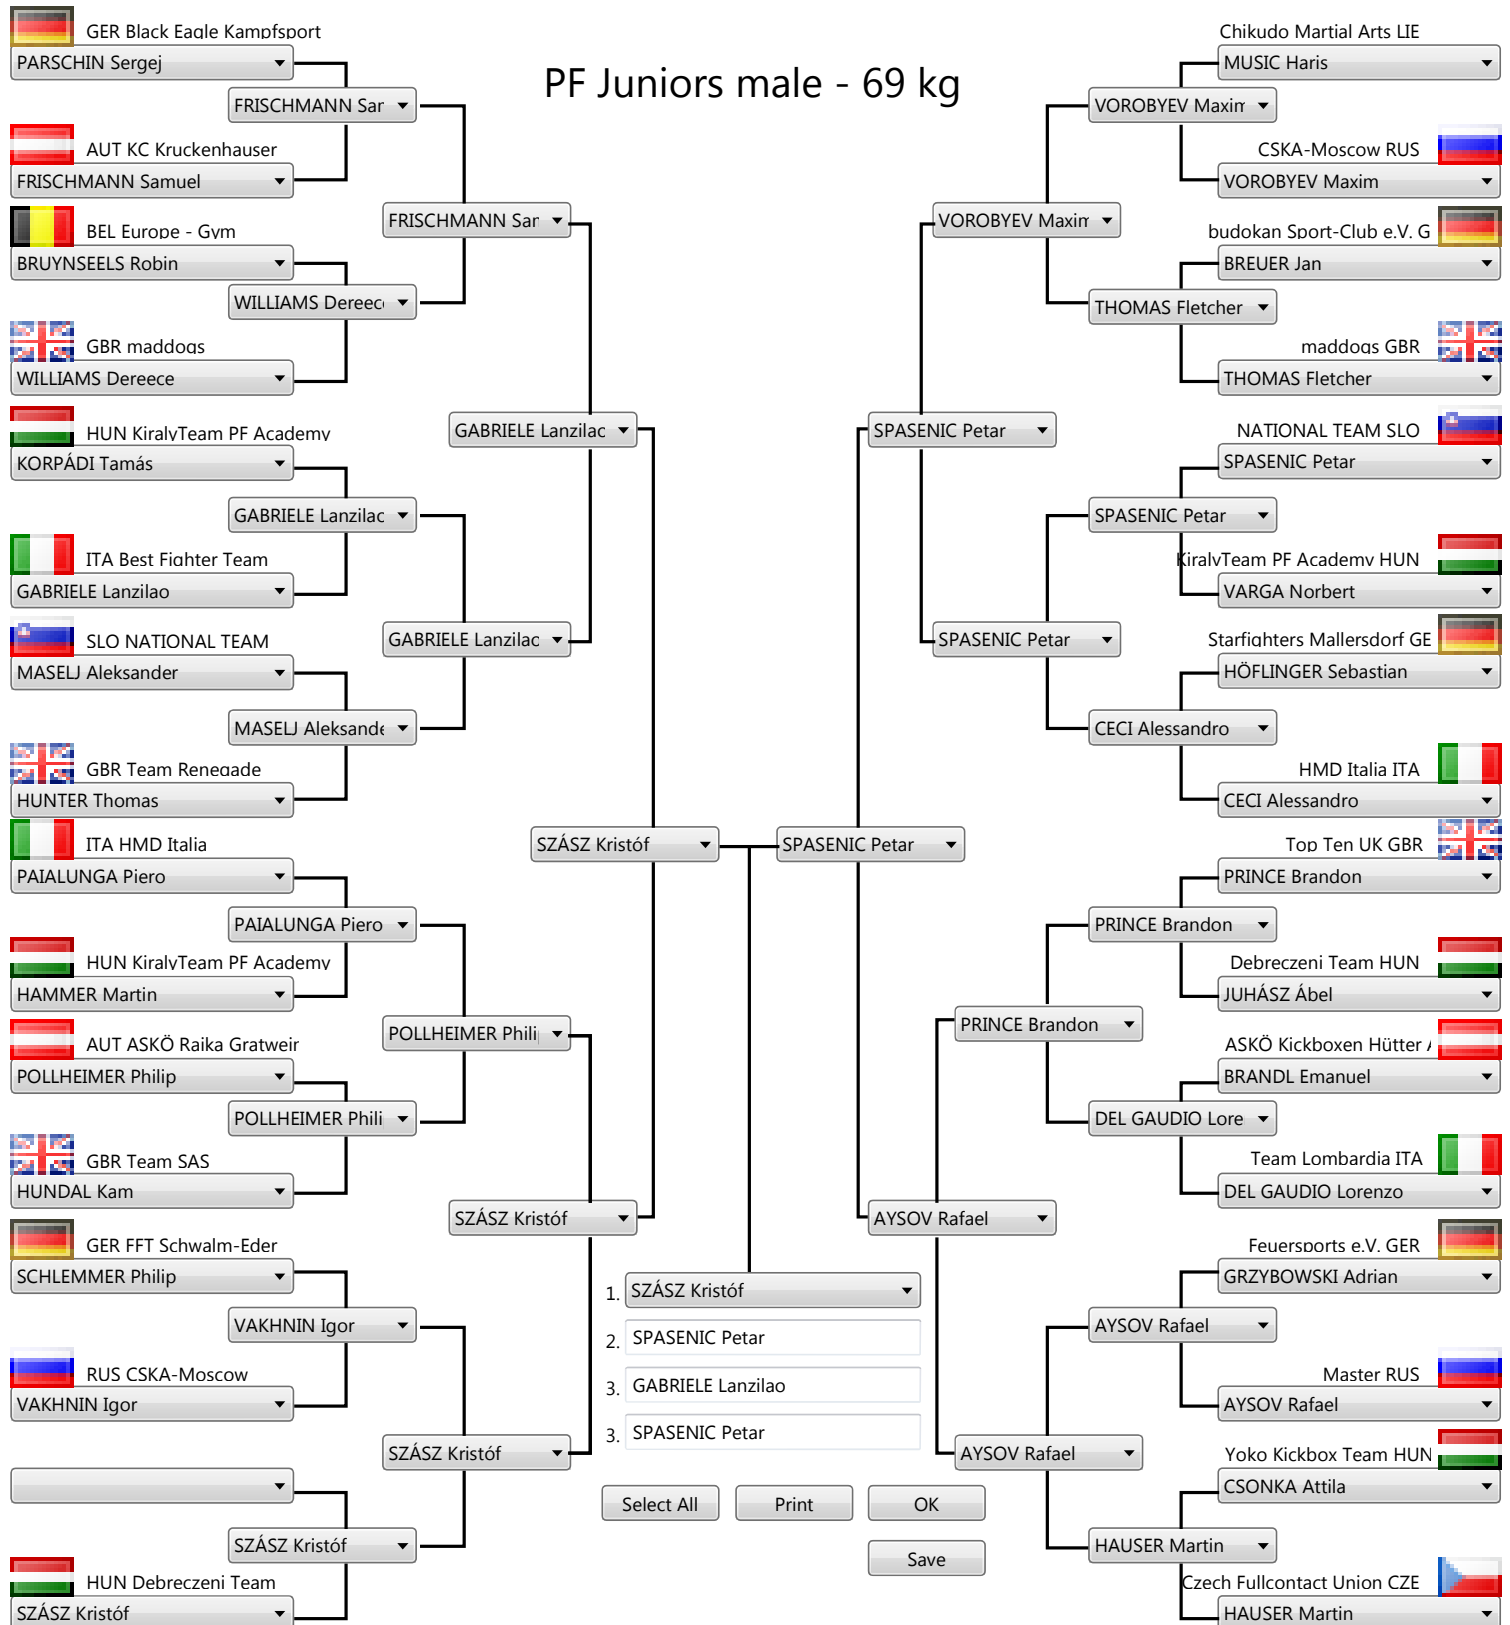 PF Juniors male - 69 kg
GER Black Eagle Kampfsport
PARSCHIN Sergej
FRISCHMANN Sar
AUT KC Kruckenhauser
FRISCHMANN Samuel
FRISCHMANN Sar
BEL Europe - Gym
BRUYNSEELS Robin
WILLIAMS Dereec
GBR maddogs
WILLIAMS Dereece
HUN KiralyTeam PF Academy
GABRIELE Lanzilac
KORPÁDI Tamás
GABRIELE Lanzilac
ITA Best Fighter Team
GABRIELE Lanzilao
SLO NATIONAL TEAM
GABRIELE Lanzilac
MASELJ Aleksander
MASELJ Aleksande
GBR Team Renegade
HUNTER Thomas
ITA HMD Italia
SZÁSZ Kristóf
PAIALUNGA Piero
PAIALUNGA Piero
HUN KiralyTeam PF Academy
HAMMER Martin
POLLHEIMER Phili
AUT ASKÖ Raika Gratweir
POLLHEIMER Philip
POLLHEIMER Phili
GBR Team SAS
HUNDAL Kam
SZÁSZ Kristóf
GER FFT Schwalm-Eder
SCHLEMMER Philip
VAKHNIN Igor
RUS CSKA-Moscow
VAKHNIN Igor
SZÁSZ Kristóf
SZÁSZ Kristóf
HUN Debreczeni Team
SZÁSZ Kristóf
Chikudo Martial Arts LIE
MUSIC Haris
VOROBYEV Maxim
CSKA-Moscow RUS
VOROBYEV Maxim
VOROBYEV Maxim
budokan Sport-Club e.V. G
BREUER Jan
THOMAS Fletcher
maddogs GBR
THOMAS Fletcher
SPASENIC Petar
NATIONAL TEAM SLO
SPASENIC Petar
SPASENIC Petar
KiralyTeam PF Academy HUN
VARGA Norbert
SPASENIC Petar
Starfighters Mallersdorf GE
HÖFLINGER Sebastian
CECI Alessandro
HMD Italia ITA
CECI Alessandro
SPASENIC Petar
Top Ten UK GBR
PRINCE Brandon
PRINCE Brandon
Debreczeni Team HUN
JUHÁSZ Ábel
PRINCE Brandon
ASKÖ Kickboxen Hütter A
BRANDL Emanuel
DEL GAUDIO Lore
Team Lombardia ITA
DEL GAUDIO Lorenzo
AYSOV Rafael
Feuersports e.V. GER
GRZYBOWSKI Adrian
AYSOV Rafael
Master RUS
AYSOV Rafael
AYSOV Rafael
Yoko Kickbox Team HUN
CSONKA Attila
HAUSER Martin
Czech Fullcontact Union CZE
HAUSER Martin
1. SZÁSZ Kristóf
2. SPASENIC Petar
3. GABRIELE Lanzilao
3. SPASENIC Petar
Select All Print OK
Save